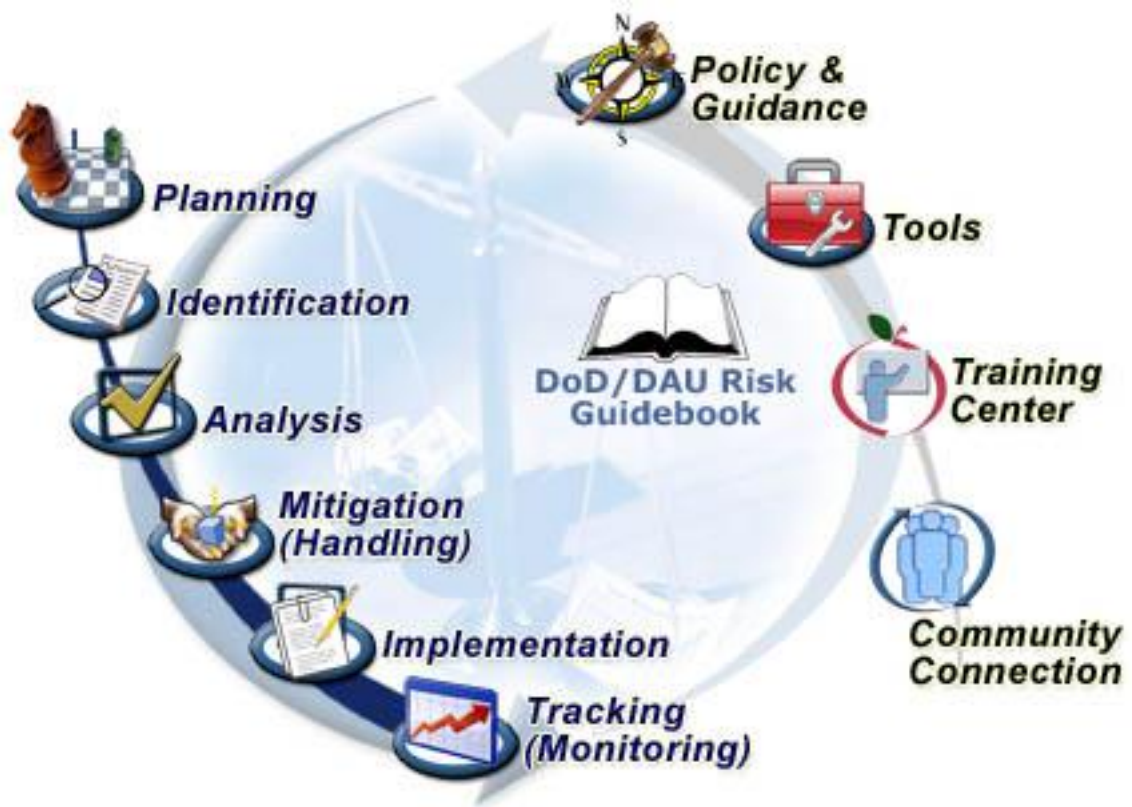 N
W
E
S
Policy &
Guidance
Planning
Tools
Identification
DoD/DAU Risk
Guidebook
Training
Center
Analysis
Mitigation
(Handling)
Implementation
Community
Connection
Tracking
(Monitoring)